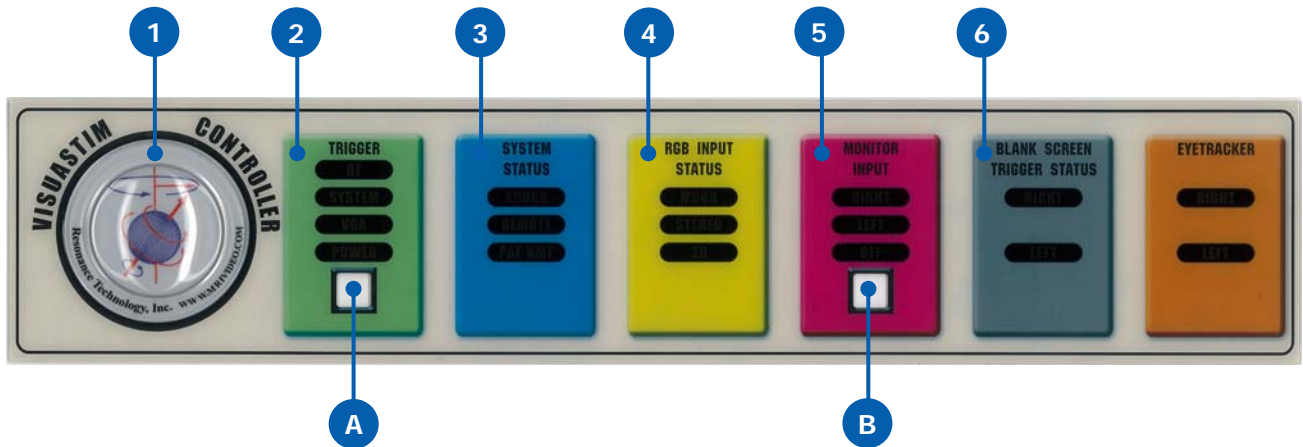 1 2 3 4 5 6
VISUASTIM CONTROLLER
Resonance Technology, Inc. WWW.MRIVIDEO.COM
TRIGGER
RF
SYSTEM
VGA
POWER
SYSTEM
STATUS
REMOTE
RGB INPUT
STATUS
MONO
STEREO
3D
MONITOR
INPUT
RIGHT
LEFT
OFF
BLANK SCREEN
TRIGGER STATUS
RIGHT
LEFT
EYETRACKER
RIGHT
LEFT
A B